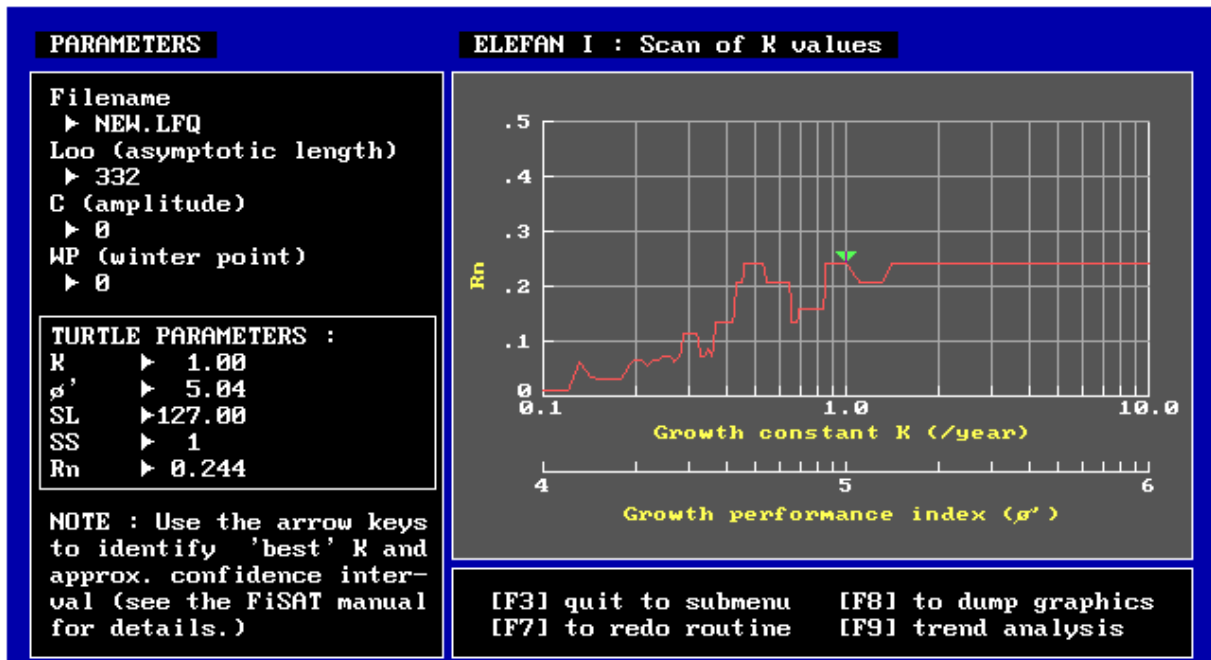 PARAMETERS
Filename
► NEW.LFQ
Loo (asymptotic length)
► 332
C (amplitude)
► 0
WP (winter point)
► 0
TURTLE PARAMETERS :
K ► 1.00
ø' ► 5.04
SL ►127.00
SS ► 1
Rn ► 0.244
NOTE : Use the arrow keys
to identify 'best' K and
approx. confidence inter-
val (see the FiSAT manual
for details.)
ELEFAN I : Scan of K values
Rn
.5
.4
.3
.2
.1
0
0.1 1.0 10.0
Growth constant K (/year)
4 5 6
Growth performance index (ø')
[F3] quit to submenu [F8] to dump graphics
[F7] to redo routine [F9] trend analysis